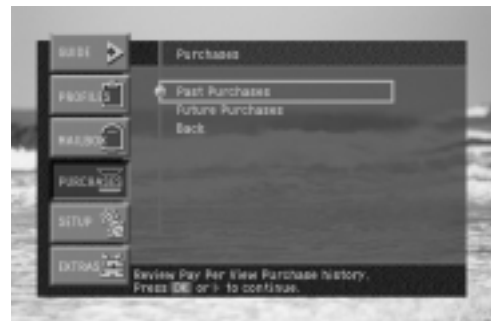 GUIDE
PROFILES
MAILBOX
PURCHASES
SETUP
EXTRAS
Purchases
Past Purchases
Future Purchases
Back
Review Pay Per View Purchase history.
Press OK or to continue.